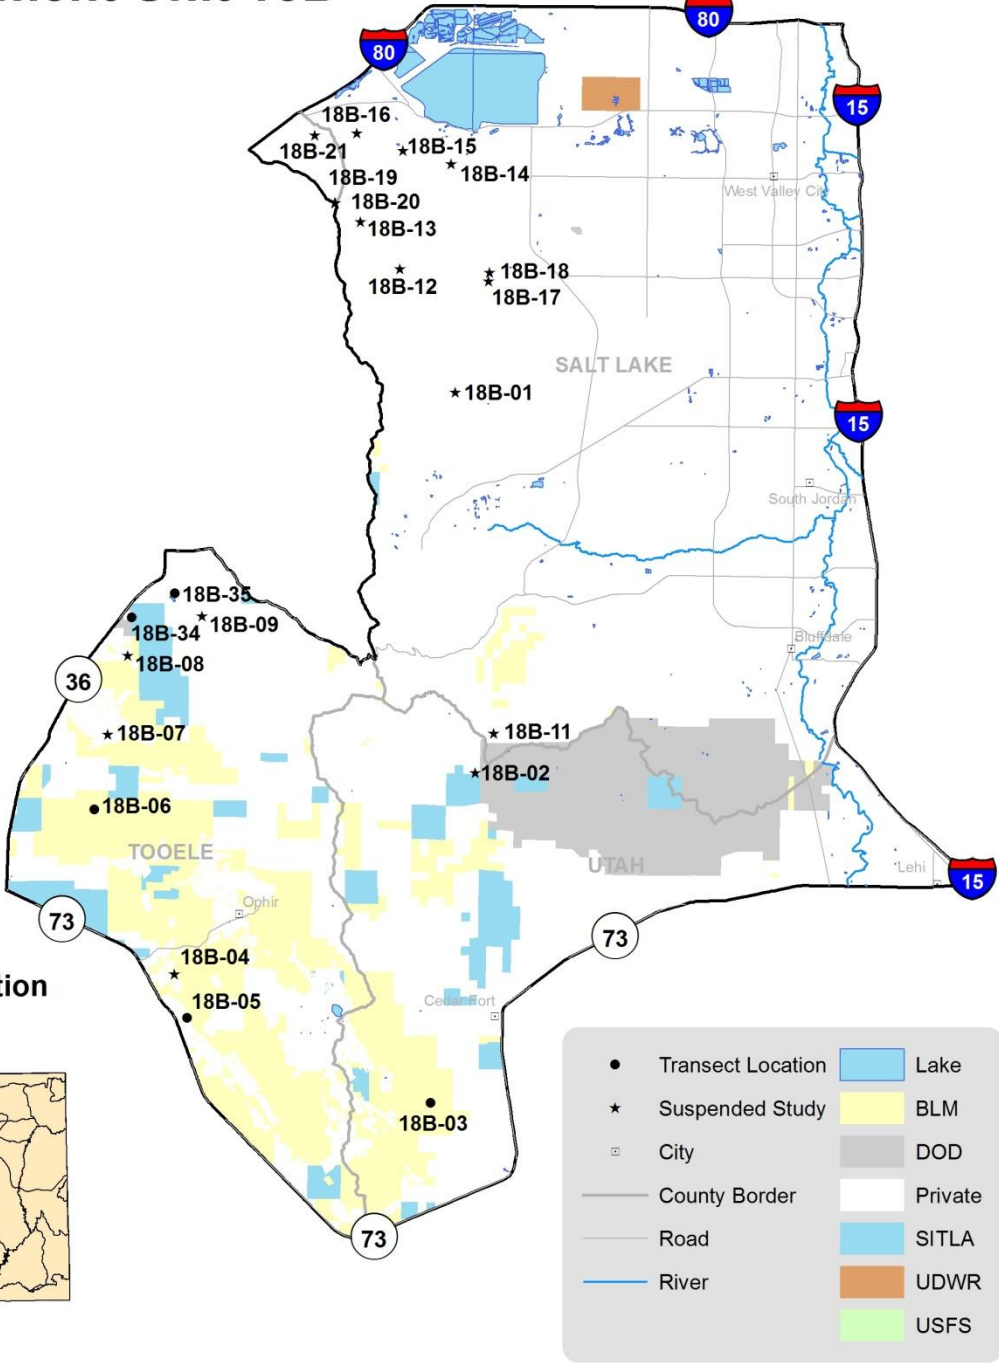 80
80
15
18B-16
18B-21
18B-15
18B-14
18B-19
18B-20
18B-13
West Valley City
18B-12
18B-18
18B-17
SALT LAKE
18B-01
15
South Jordan
18B-35
18B-09
18B-34
18B-08
Bluffdale
36
18B-07
18B-11
18B-02
18B-06
TOOELE
UTAH
Lehi
15
73
Ophir
73
18B-04
18B-05
Cedar Fort
18B-03
73
Transect Location
Suspended Study
City
County Border
Road
River
Lake
BLM
DOD
Private
SITLA
UDWR
USFS